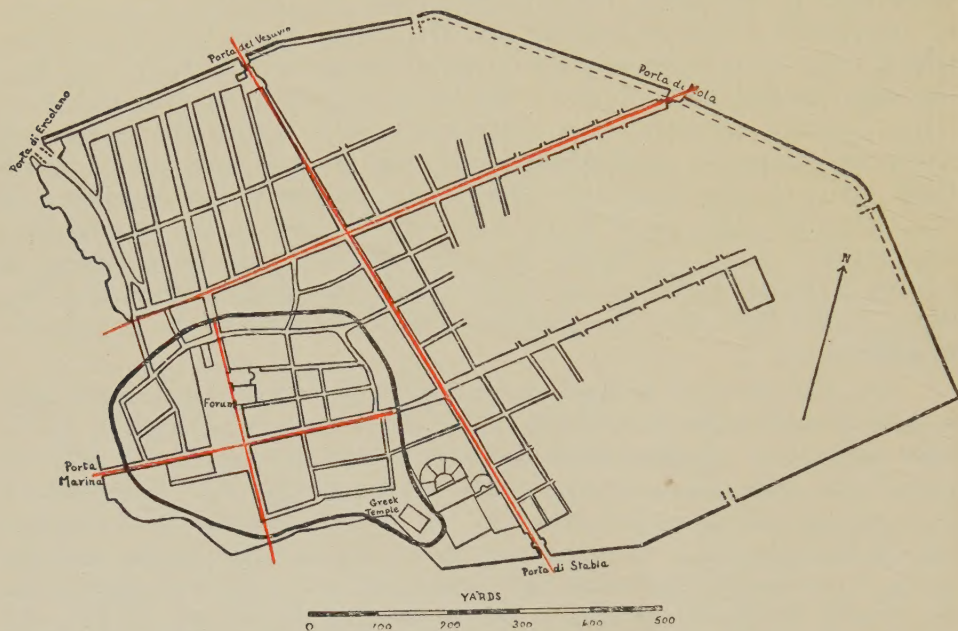 Porta del Vesuvio
Porta di Nola
Porta di Ercolano
N
Forum
Porta
Marina
Greek
Temple
Porta di Stabia
YARDS
0 100 200 300 400 500